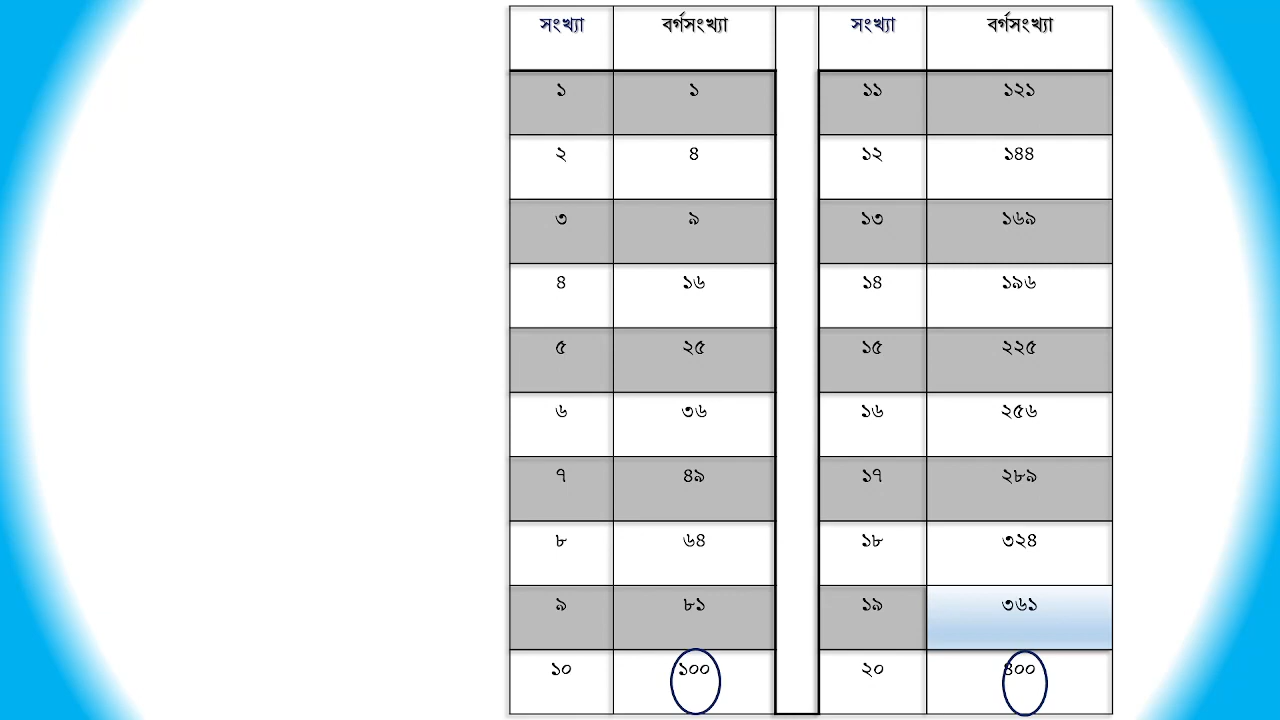 সংখ্যা বর্গসংখ্যা সংখ্যা বর্গসংখ্যা
১ ১ ১১ ১২১
২ ৪ ১২ ১৪৪
৩ ৯ ১৩ ১৬৯
৪ ১৬ ১৪ ১৯৬
৫ ২৫ ১৫ ২২৫
৬ ৩৬ ১৬ ২৫৬
৭ ৪৯ ১৭ ২৮৯
৮ ৬৪ ১৮ ৩২৪
৯ ৮১ ১৯ ৩৬১
১০ ১০০ ২০ ৪০০